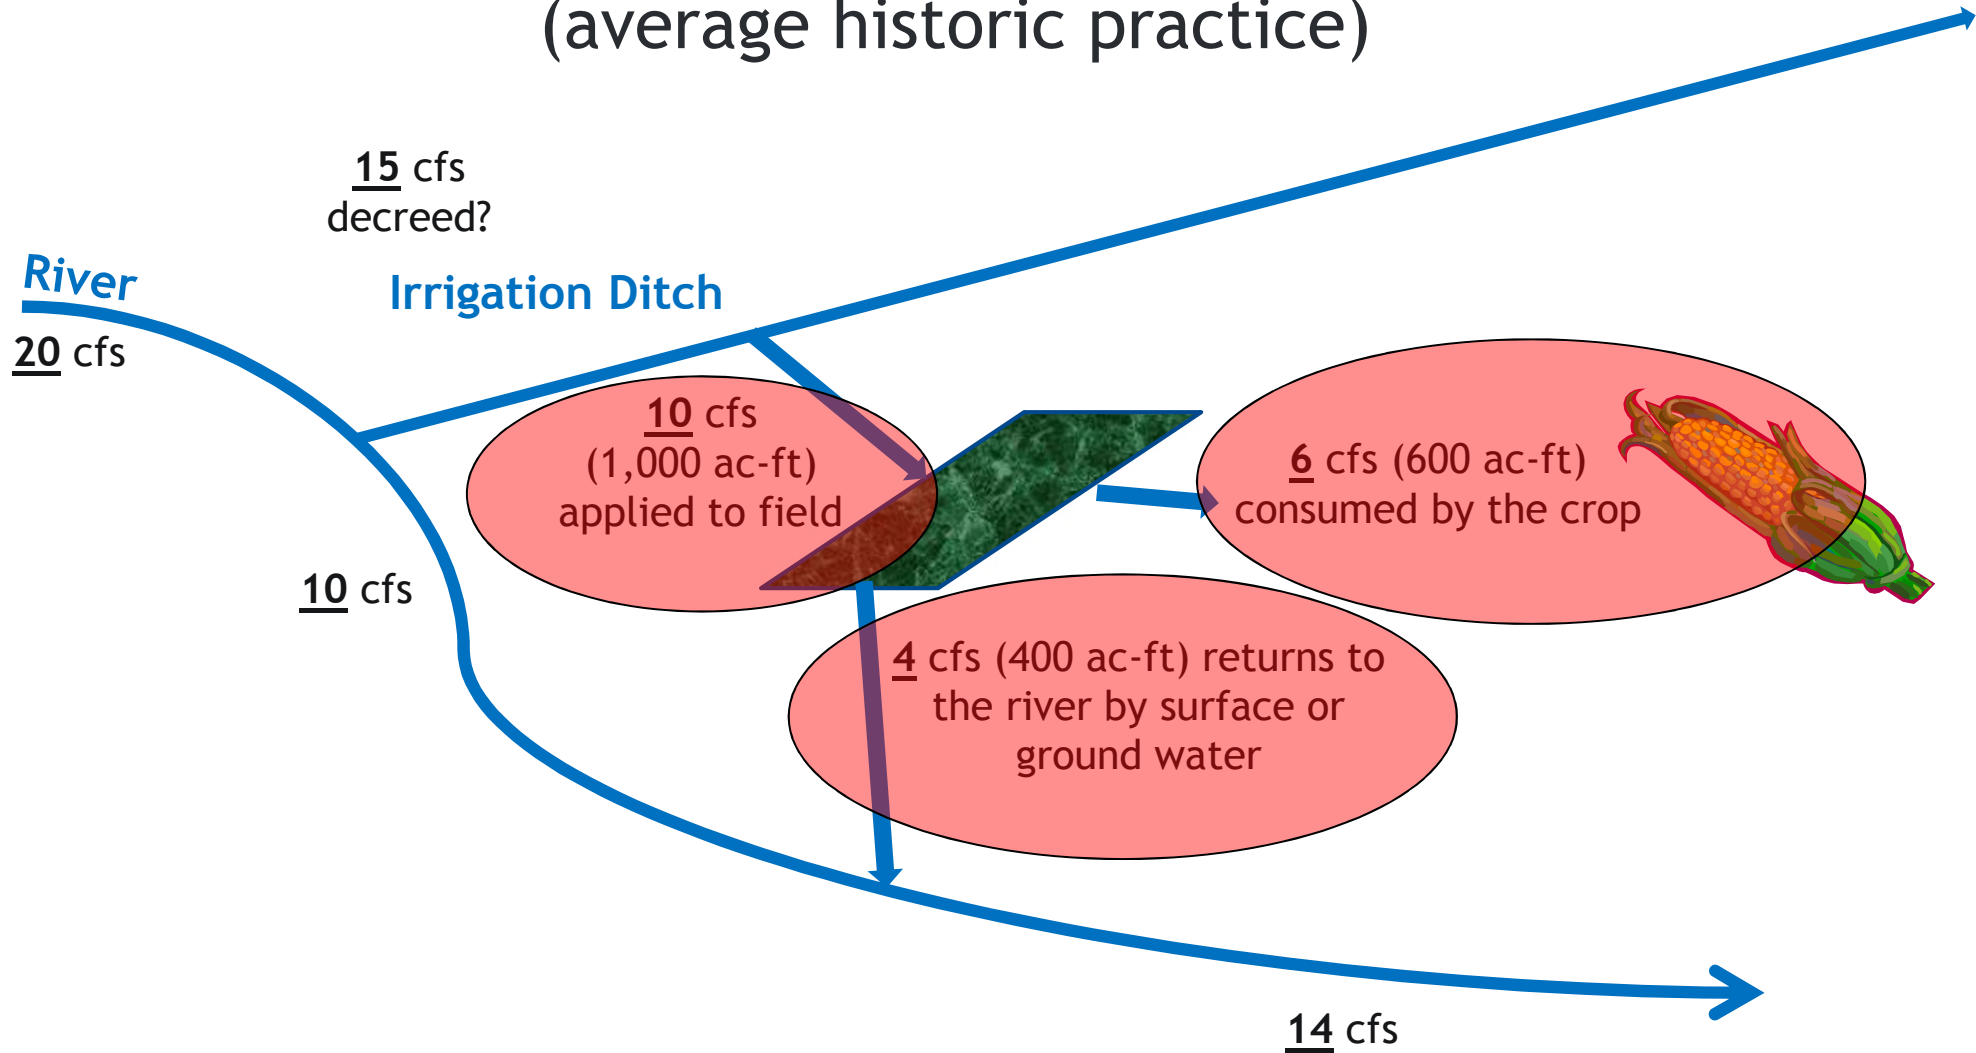 (average historic practice)
15 cfs
decreed?
River
Irrigation Ditch
20 cfs
10 cfs
(1,000 ac-ft)
applied to field
6 cfs (600 ac-ft)
consumed by the crop
10 cfs
4 cfs (400 ac-ft) returns to
the river by surface or
ground water
14 cfs